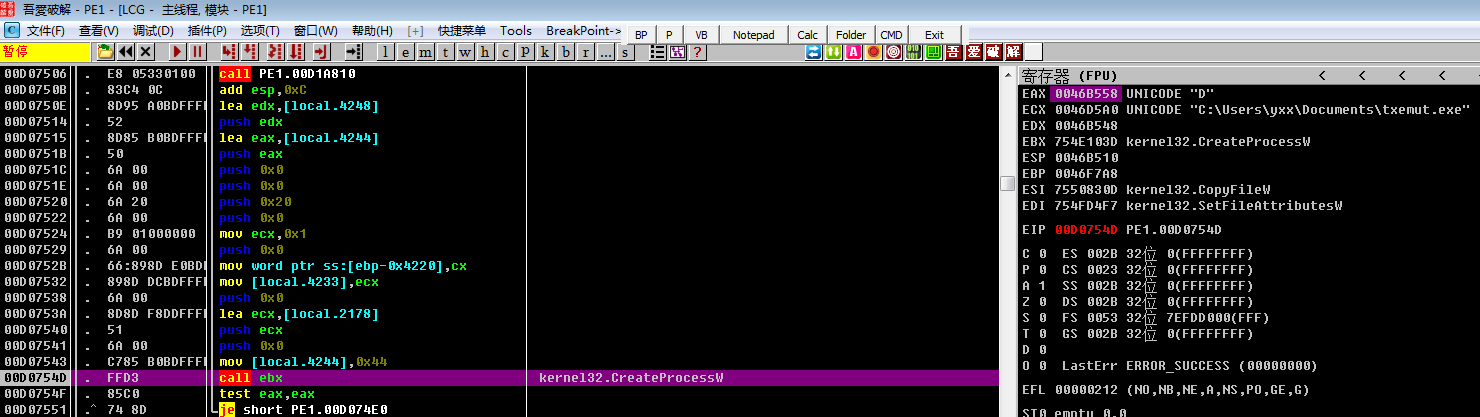 吾爱破解 - PE1 - [LCG - 主线程, 模块 - PE1]
C 文件(F) 查看(V) 调试(D) 插件(P) 选项(T) 窗口(W) 帮助(H) [+] 快捷菜单 Tools BreakPoint-> BP P VB Notepad Calc Folder CMD Exit
暂停 l e m t w h c p k b r ... s ? A 吾 爱 破 解
00D07506 . E8 05330100 call PE1.00D1A810
00D0750B . 83C4 0C add esp,0xC
00D0750E . 8D95 A0BDFFFF lea edx,[local.4248]
00D07514 . 52 push edx
00D07515 . 8D85 B0BDFFFF lea eax,[local.4244]
00D0751B . 50 push eax
00D0751C . 6A 00 push 0x0
00D0751E . 6A 00 push 0x0
00D07520 . 6A 20 push 0x20
00D07522 . 6A 00 push 0x0
00D07524 . B9 01000000 mov ecx,0x1
00D07529 . 6A 00 push 0x0
00D0752B . 66:898D E0BDF mov word ptr ss:[ebp-0x4220],cx
00D07532 . 898D DCBDFFFF mov [local.4233],ecx
00D07538 . 6A 00 push 0x0
00D0753A . 8D8D F8DDFFFF lea ecx,[local.2178]
00D07540 . 51 push ecx
00D07541 . 6A 00 push 0x0
00D07543 . C785 B0BDFFFF mov [local.4244],0x44
00D0754D . FFD3 call ebx kernel32.CreateProcessW
00D0754F . 85C0 test eax,eax
00D07551 .^ 74 8D je short PE1.00D074E0
寄存器 (FPU) < < < <
EAX 0046B558 UNICODE "D"
ECX 0046D5A0 UNICODE "C:\Users\yxx\Documents\txemut.exe"
EDX 0046B548
EBX 754E103D kernel32.CreateProcessW
ESP 0046B510
EBP 0046F7A8
ESI 7550830D kernel32.CopyFileW
EDI 754FD4F7 kernel32.SetFileAttributesW
EIP 00D0754D PE1.00D0754D
C 0 ES 002B 32位 0(FFFFFFFF)
P 0 CS 0023 32位 0(FFFFFFFF)
A 1 SS 002B 32位 0(FFFFFFFF)
Z 0 DS 002B 32位 0(FFFFFFFF)
S 0 FS 0053 32位 7EFDD000(FFF)
T 0 GS 002B 32位 0(FFFFFFFF)
D 0
O 0 LastErr ERROR_SUCCESS (00000000)
EFL 00000212 (NO,NB,NE,A,NS,PO,GE,G)
ST0 empty 0.0